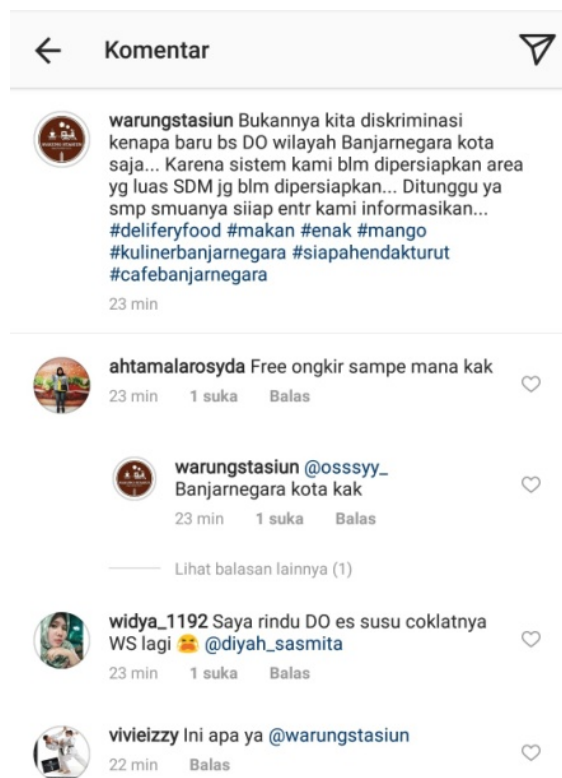 Komentar
warungstasiun Bukannya kita diskriminasi
kenapa baru bs DO wilayah Banjarnegara kota
saja... Karena sistem kami blm dipersiapkan area
yg luas SDM jg blm dipersiapkan... Ditunggu ya
smp smuanya siiap entr kami informasikan...
#deliferyfood #makan #enak #mango
#kulinerbanjarnegara #siapahendakturut
#cafebanjarnegara
23 min
ahtamalarosyda Free ongkir sampe mana kak
23 min 1 suka Balas
warungstasiun @osssyy_
Banjarnegara kota kak
23 min 1 suka Balas
Lihat balasan lainnya (1)
widya_1192 Saya rindu DO es susu coklatnya
WS lagi 😫 @diyah_sasmita
23 min 1 suka Balas
vivieizzy Ini apa ya @warungstasiun
22 min Balas